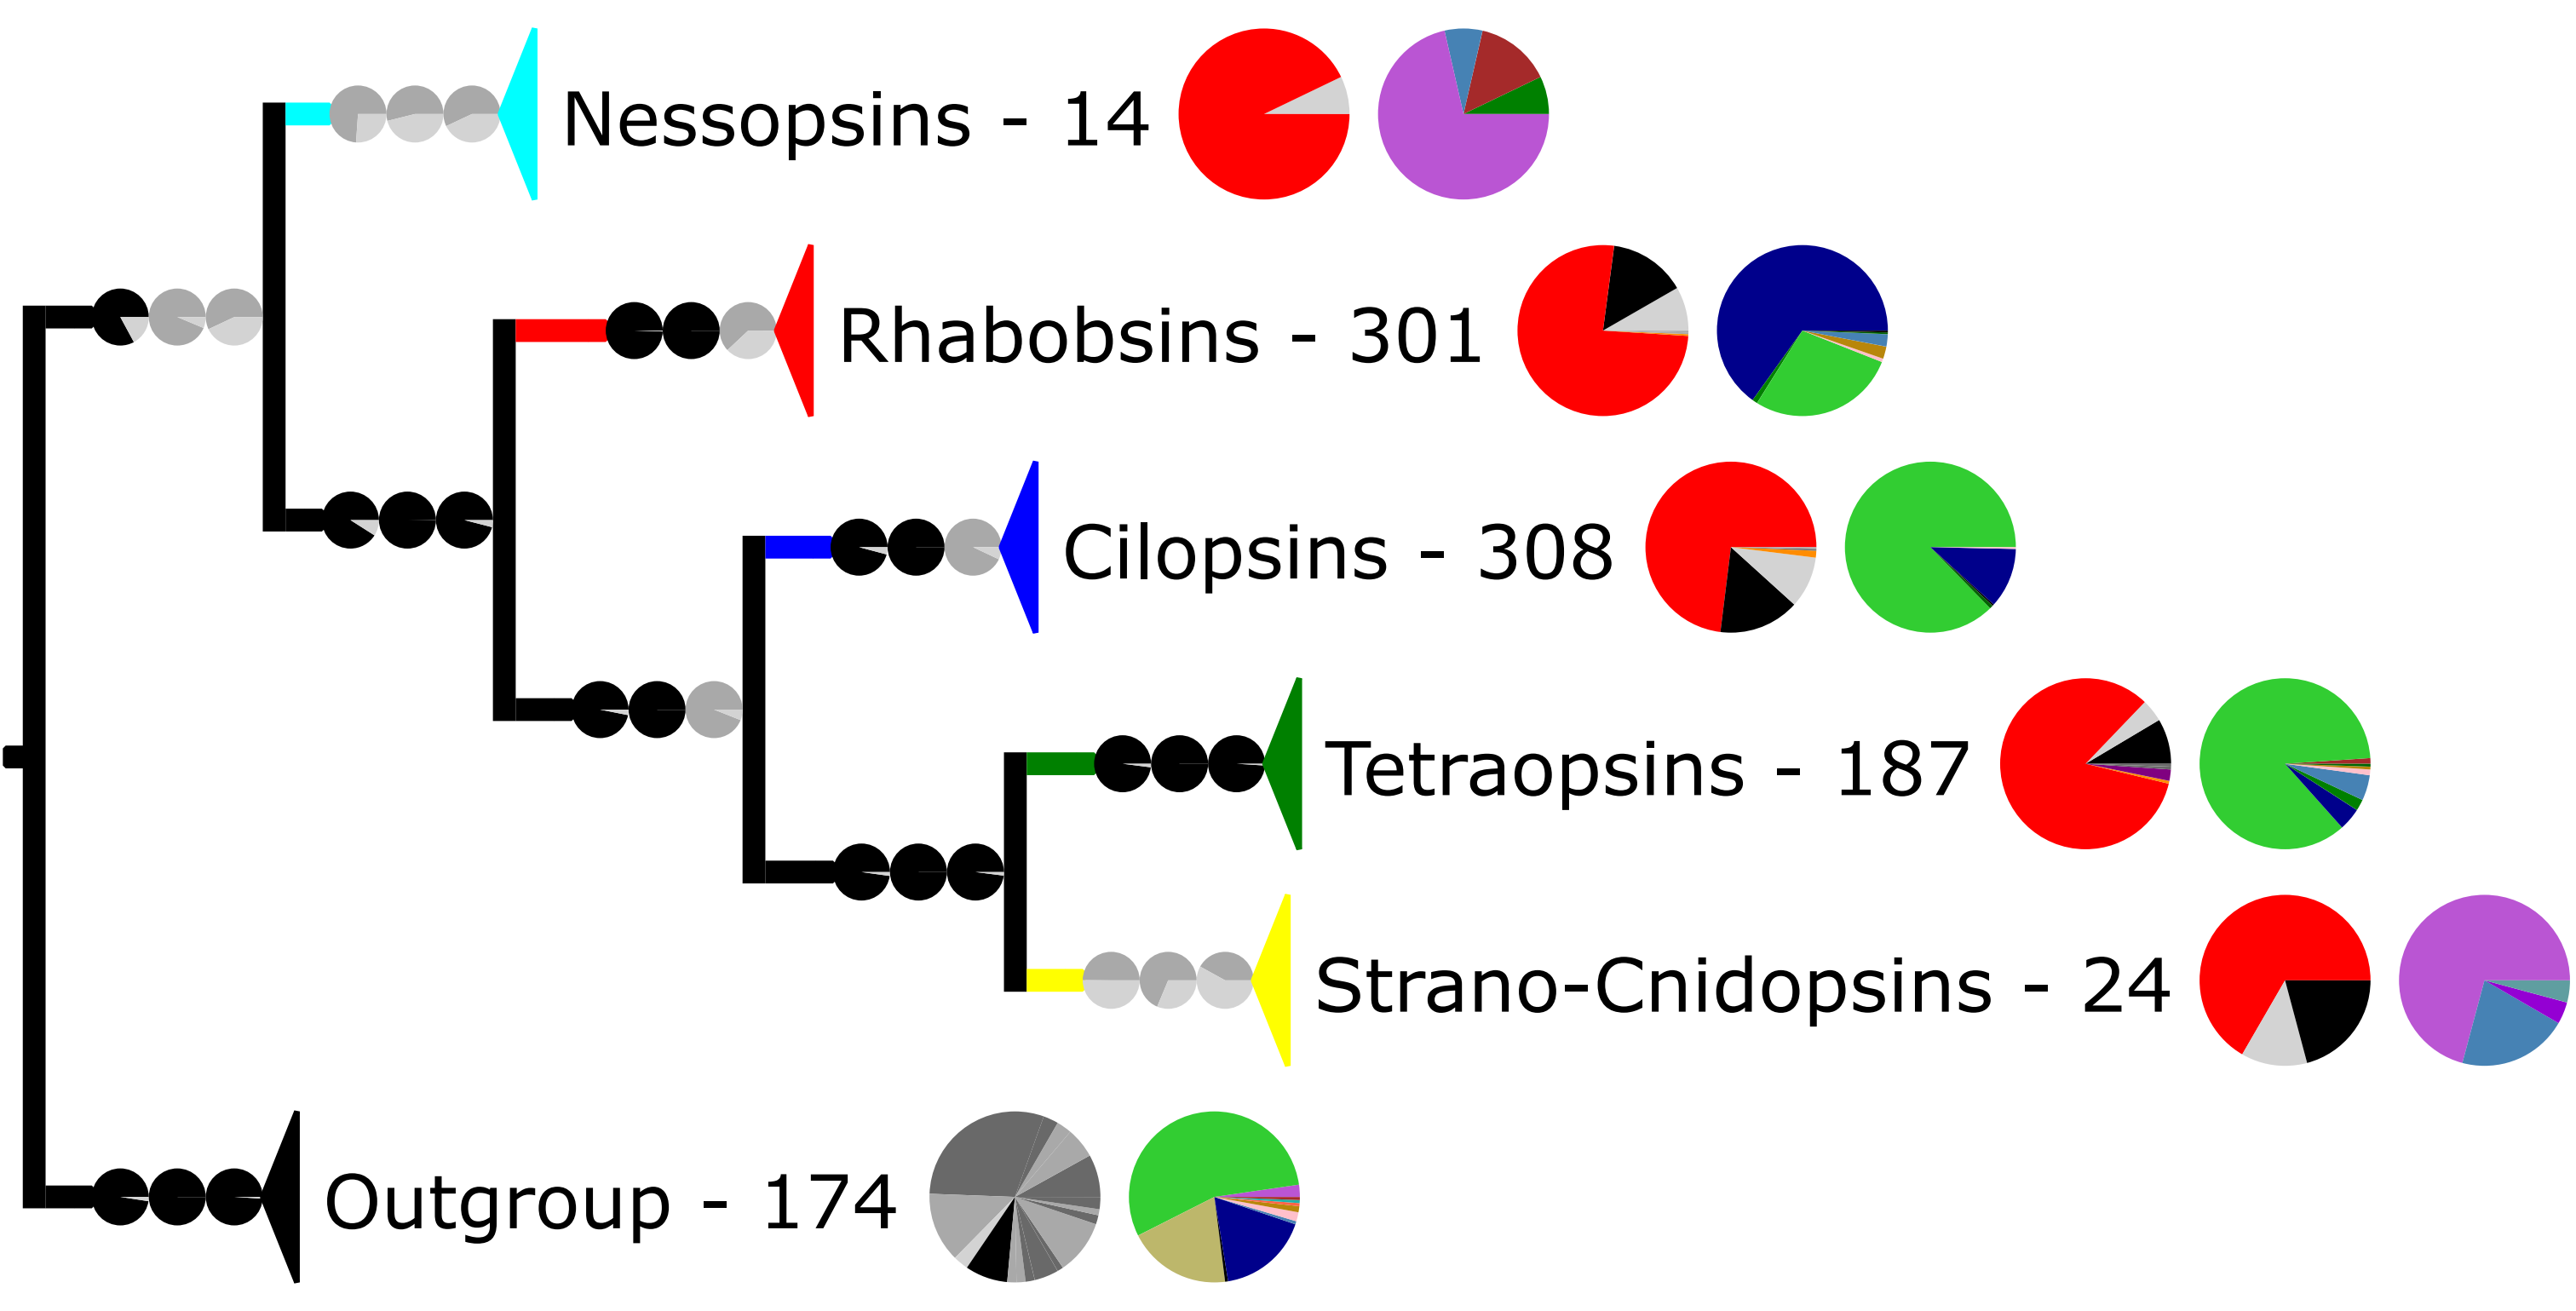 Nessopsins - 14
Rhabobsins - 301
Cilopsins - 308
Tetraopsins - 187
Strano-Cnidopsins - 24
Outgroup - 174